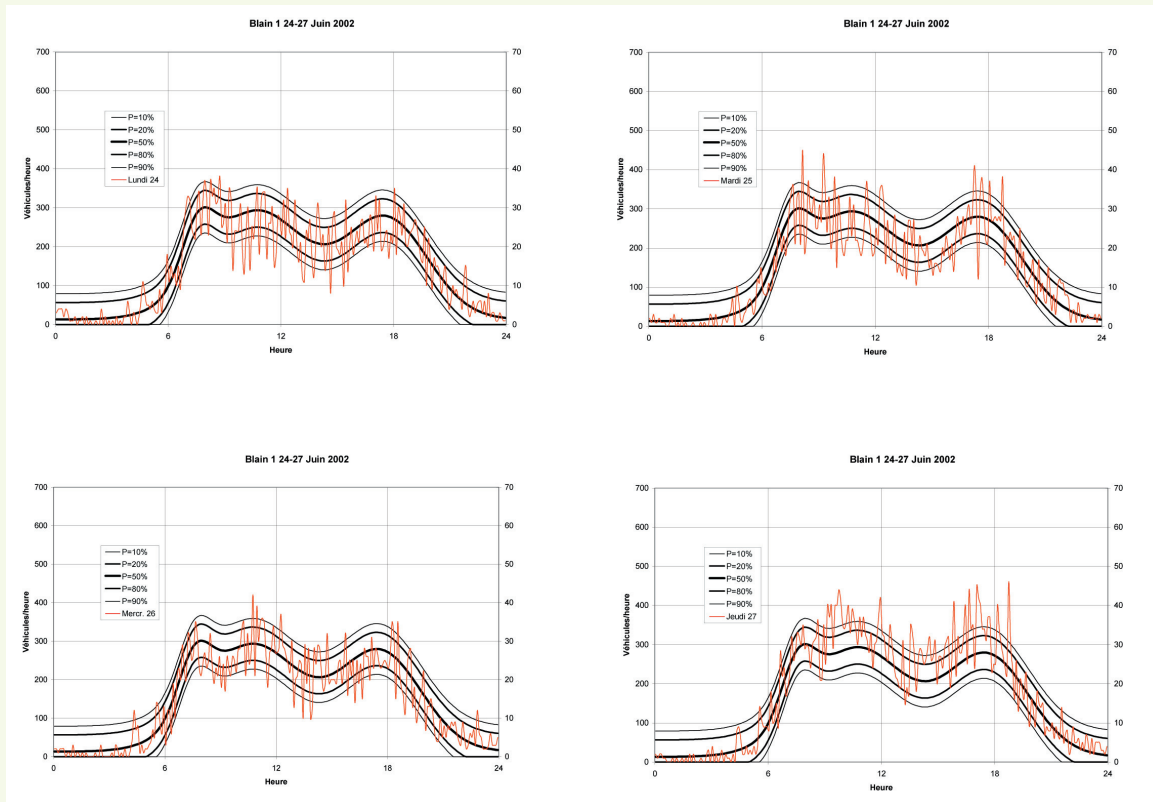 Blain 1 24-27 Juin 2002
Véhicules/heure
700
600
500
400
300
200
100
0
70
60
50
40
30
20
10
0
P=10%
P=20%
P=50%
P=80%
P=90%
Lundi 24
0
6
12
18
24
Heure
Blain 1 24-27 Juin 2002
Véhicules/heure
700
600
500
400
300
200
100
0
70
60
50
40
30
20
10
0
P=10%
P=20%
P=50%
P=80%
P=90%
Mardi 25
0
6
12
18
24
Heure
Blain 1 24-27 Juin 2002
Véhicules/heure
700
600
500
400
300
200
100
0
70
60
50
40
30
20
10
0
P=10%
P=20%
P=50%
P=80%
P=90%
Mercr. 26
0
6
12
18
24
Heure
Blain 1 24-27 Juin 2002
Véhicules/heure
700
600
500
400
300
200
100
0
70
60
50
40
30
20
10
0
P=10%
P=20%
P=50%
P=80%
P=90%
Jeudi 27
0
6
12
18
24
Heure